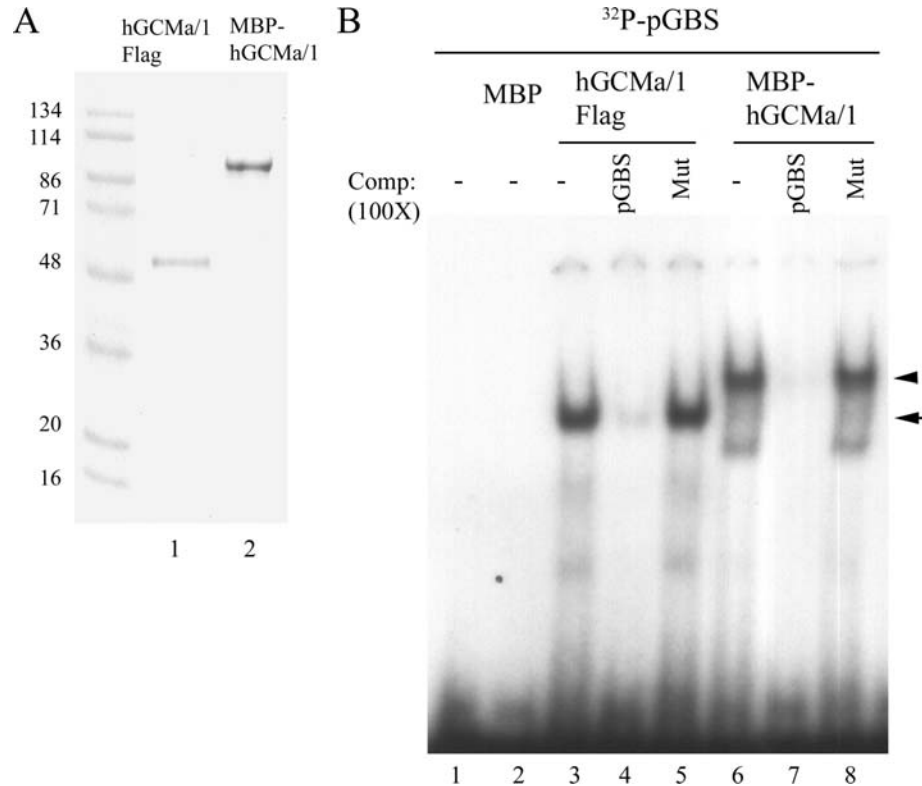 A
hGCMa/1 Flag
MBP-hGCMa/1
134
114
86
71
48
36
20
16
1 2
B
³²P-pGBS
MBP
hGCMa/1 Flag
MBP-hGCMa/1
Comp: (100X)
- - - pGBS Mut - pGBS Mut
1 2 3 4 5 6 7 8